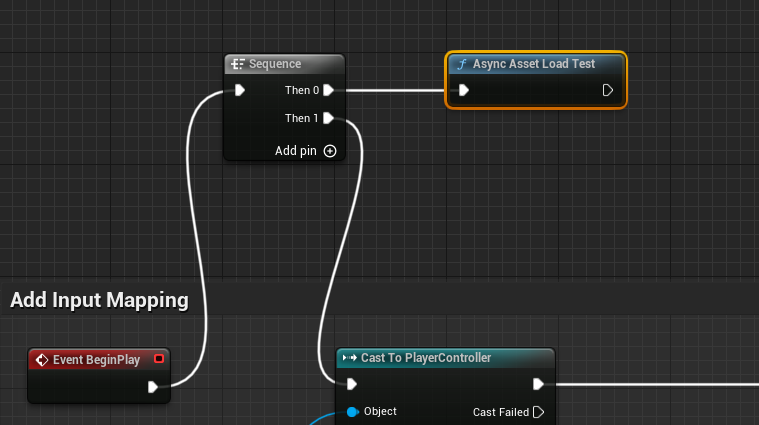 Sequence
Then 0
Then 1
Add pin
Async Asset Load Test
Add Input Mapping
Event BeginPlay
Cast To PlayerController
Object
Cast Failed